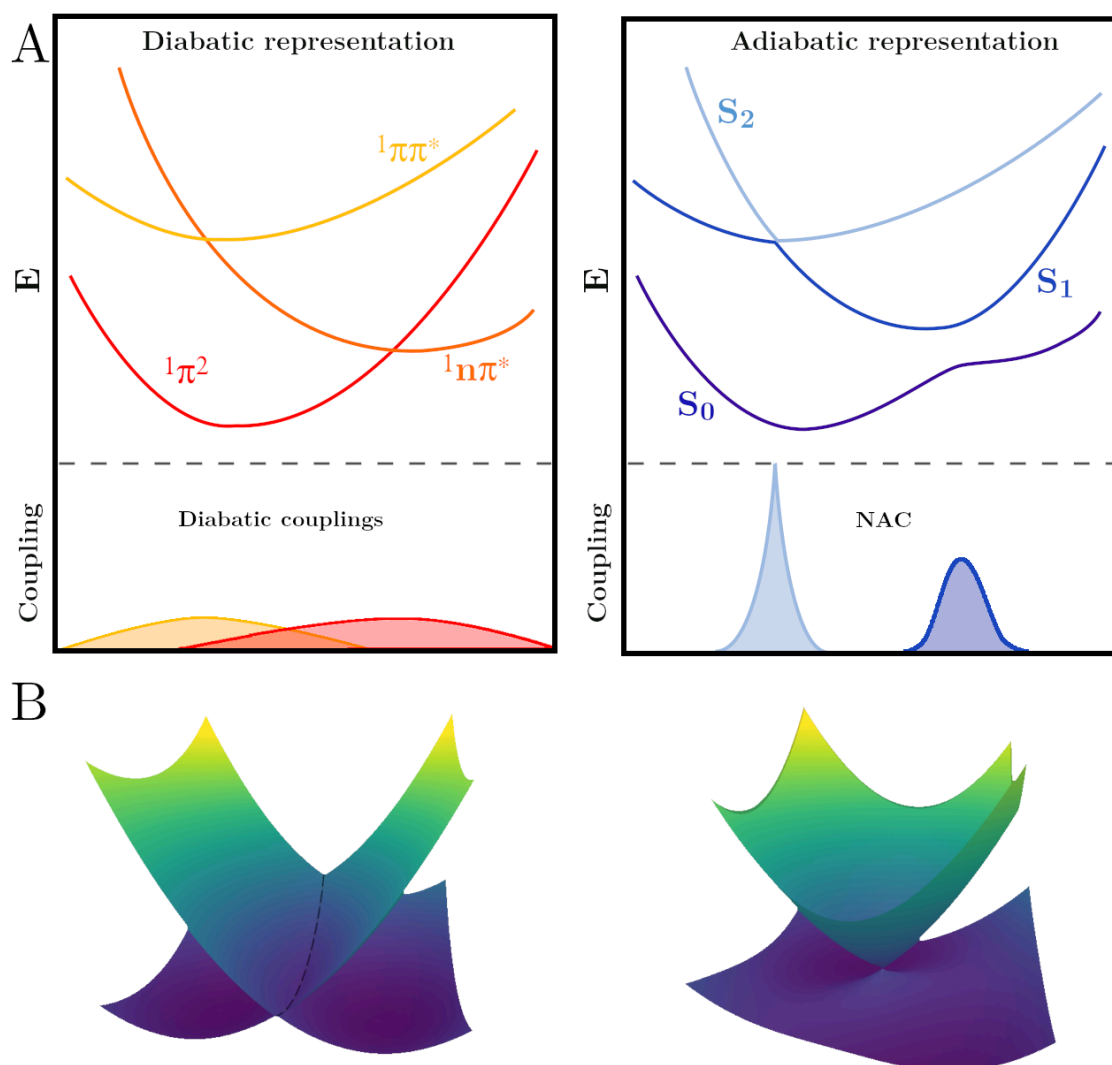 A
Diabatic representation
E
¹ππ*
¹π²
¹nπ*
Coupling
Diabatic couplings
Adiabatic representation
E
S₂
S₁
S₀
Coupling
NAC
B